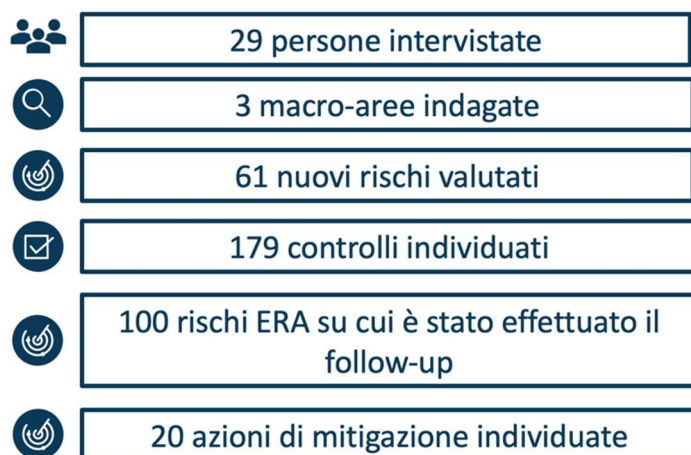 29 persone intervistate
3 macro-aree indagate
61 nuovi rischi valutati
179 controlli individuati
100 rischi ERA su cui è stato effettuato il
follow-up
20 azioni di mitigazione individuate